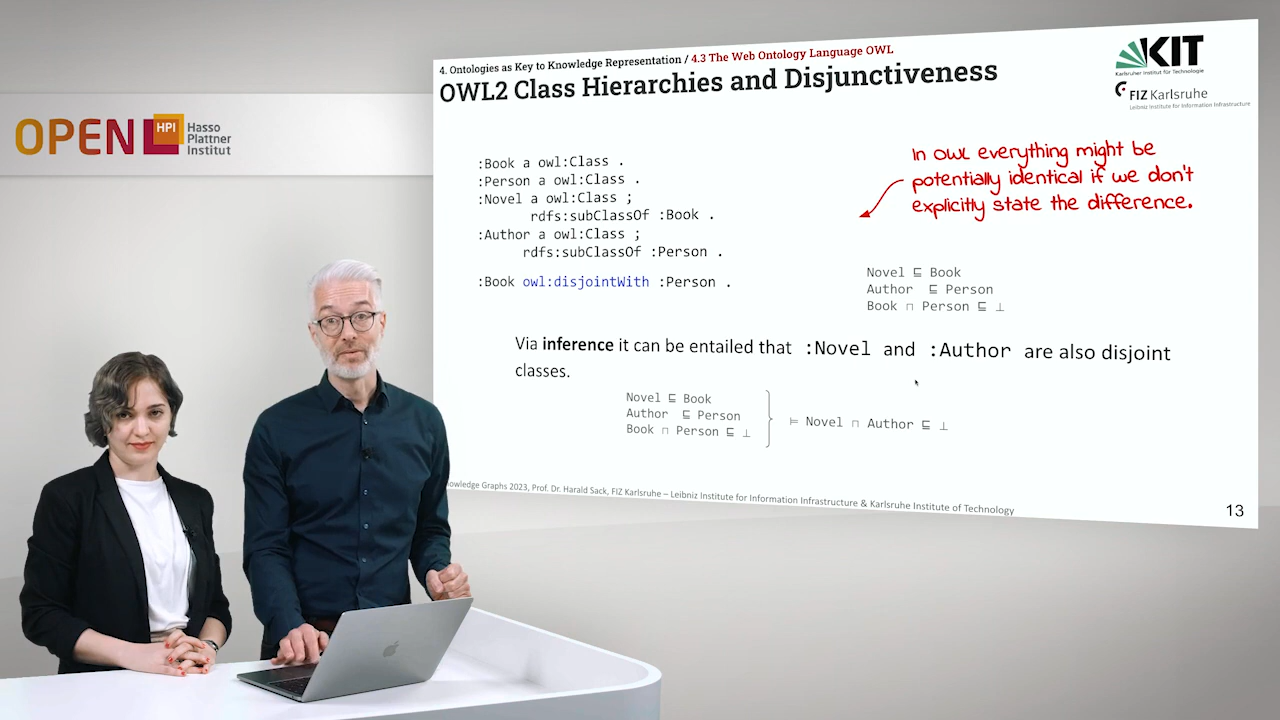 OPEN HPI Hasso
Plattner
Institut
4. Ontologies as Key to Knowledge Representation / 4.3 The Web Ontology Language OWL
OWL2 Class Hierarchies and Disjunctiveness
KIT
Karlsruher Institut für Technologie
FIZ Karlsruhe
Leibniz Institute for Information Infrastructure
:Book a owl:Class .
:Person a owl:Class .
:Novel a owl:Class ;
rdfs:subClassOf :Book .
:Author a owl:Class ;
rdfs:subClassOf :Person .
:Book owl:disjointWith :Person .
In OWL everything might be
potentially identical if we don't
explicitly state the difference.
Novel ⊑ Book
Author ⊑ Person
Book ⊓ Person ⊑ ⊥
Via inference it can be entailed that :Novel and :Author are also disjoint
classes.
Novel ⊑ Book
Author ⊑ Person
Book ⊓ Person ⊑ ⊥
⊨ Novel ⊓ Author ⊑ ⊥
Graphs 2023, Prof. Dr. Harald Sack, FIZ Karlsruhe – Leibniz Institute for Information Infrastructure & Karlsruhe Institute of Technology
13